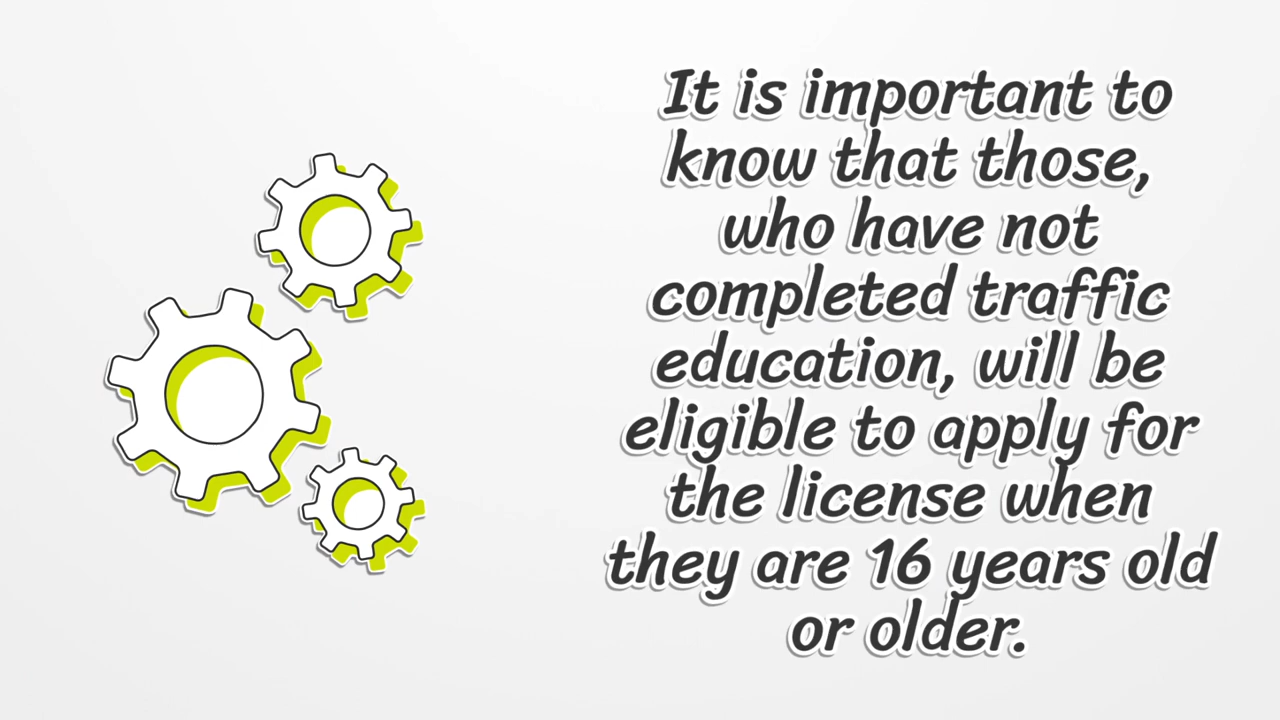 It is important to
know that those,
who have not
completed traffic
education, will be
eligible to apply for
the license when
they are 16 years old
or older.